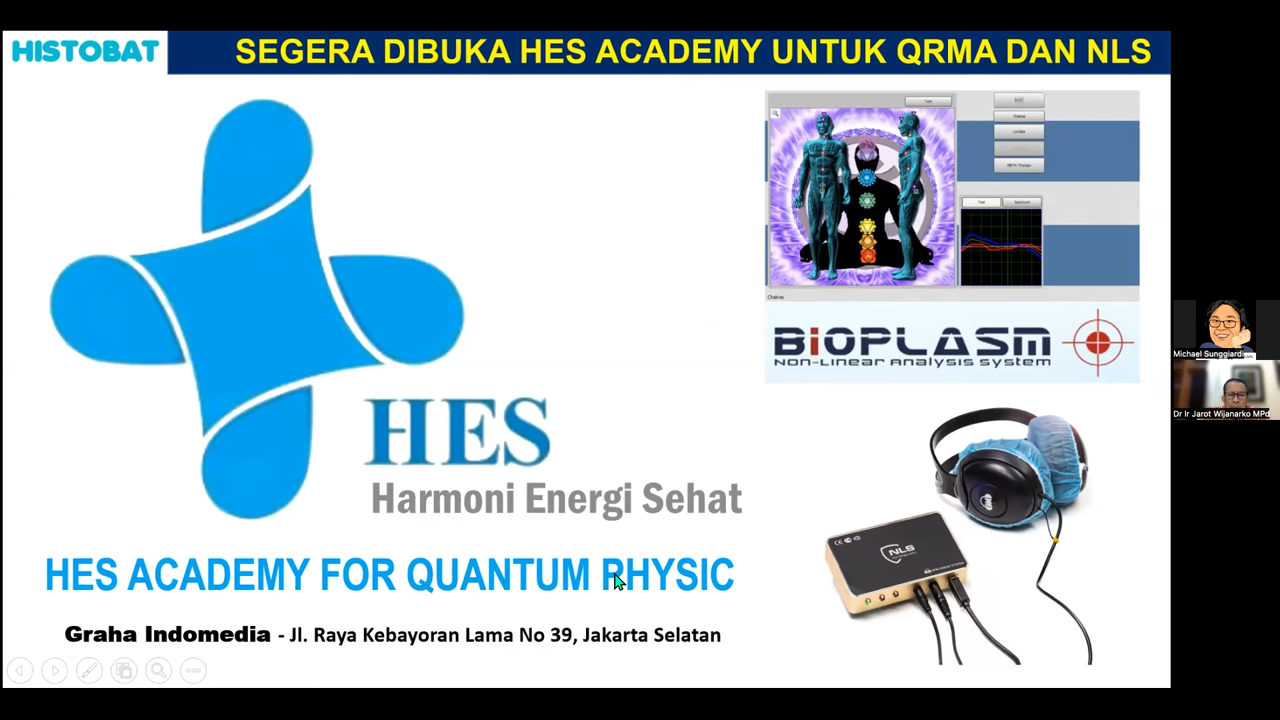 HISTOBAT
SEGERA DIBUKA HES ACADEMY UNTUK QRMA DAN NLS
Test
Chakras
BiOPLASM
NON-LINEAR ANALYSIS SYSTEM
HES
Harmoni Energi Sehat
NLS
HES ACADEMY FOR QUANTUM PHYSIC
Graha Indomedia - Jl. Raya Kebayoran Lama No 39, Jakarta Selatan
Michael Sunggiardi
Dr Ir Jarot Wijanarko MPd